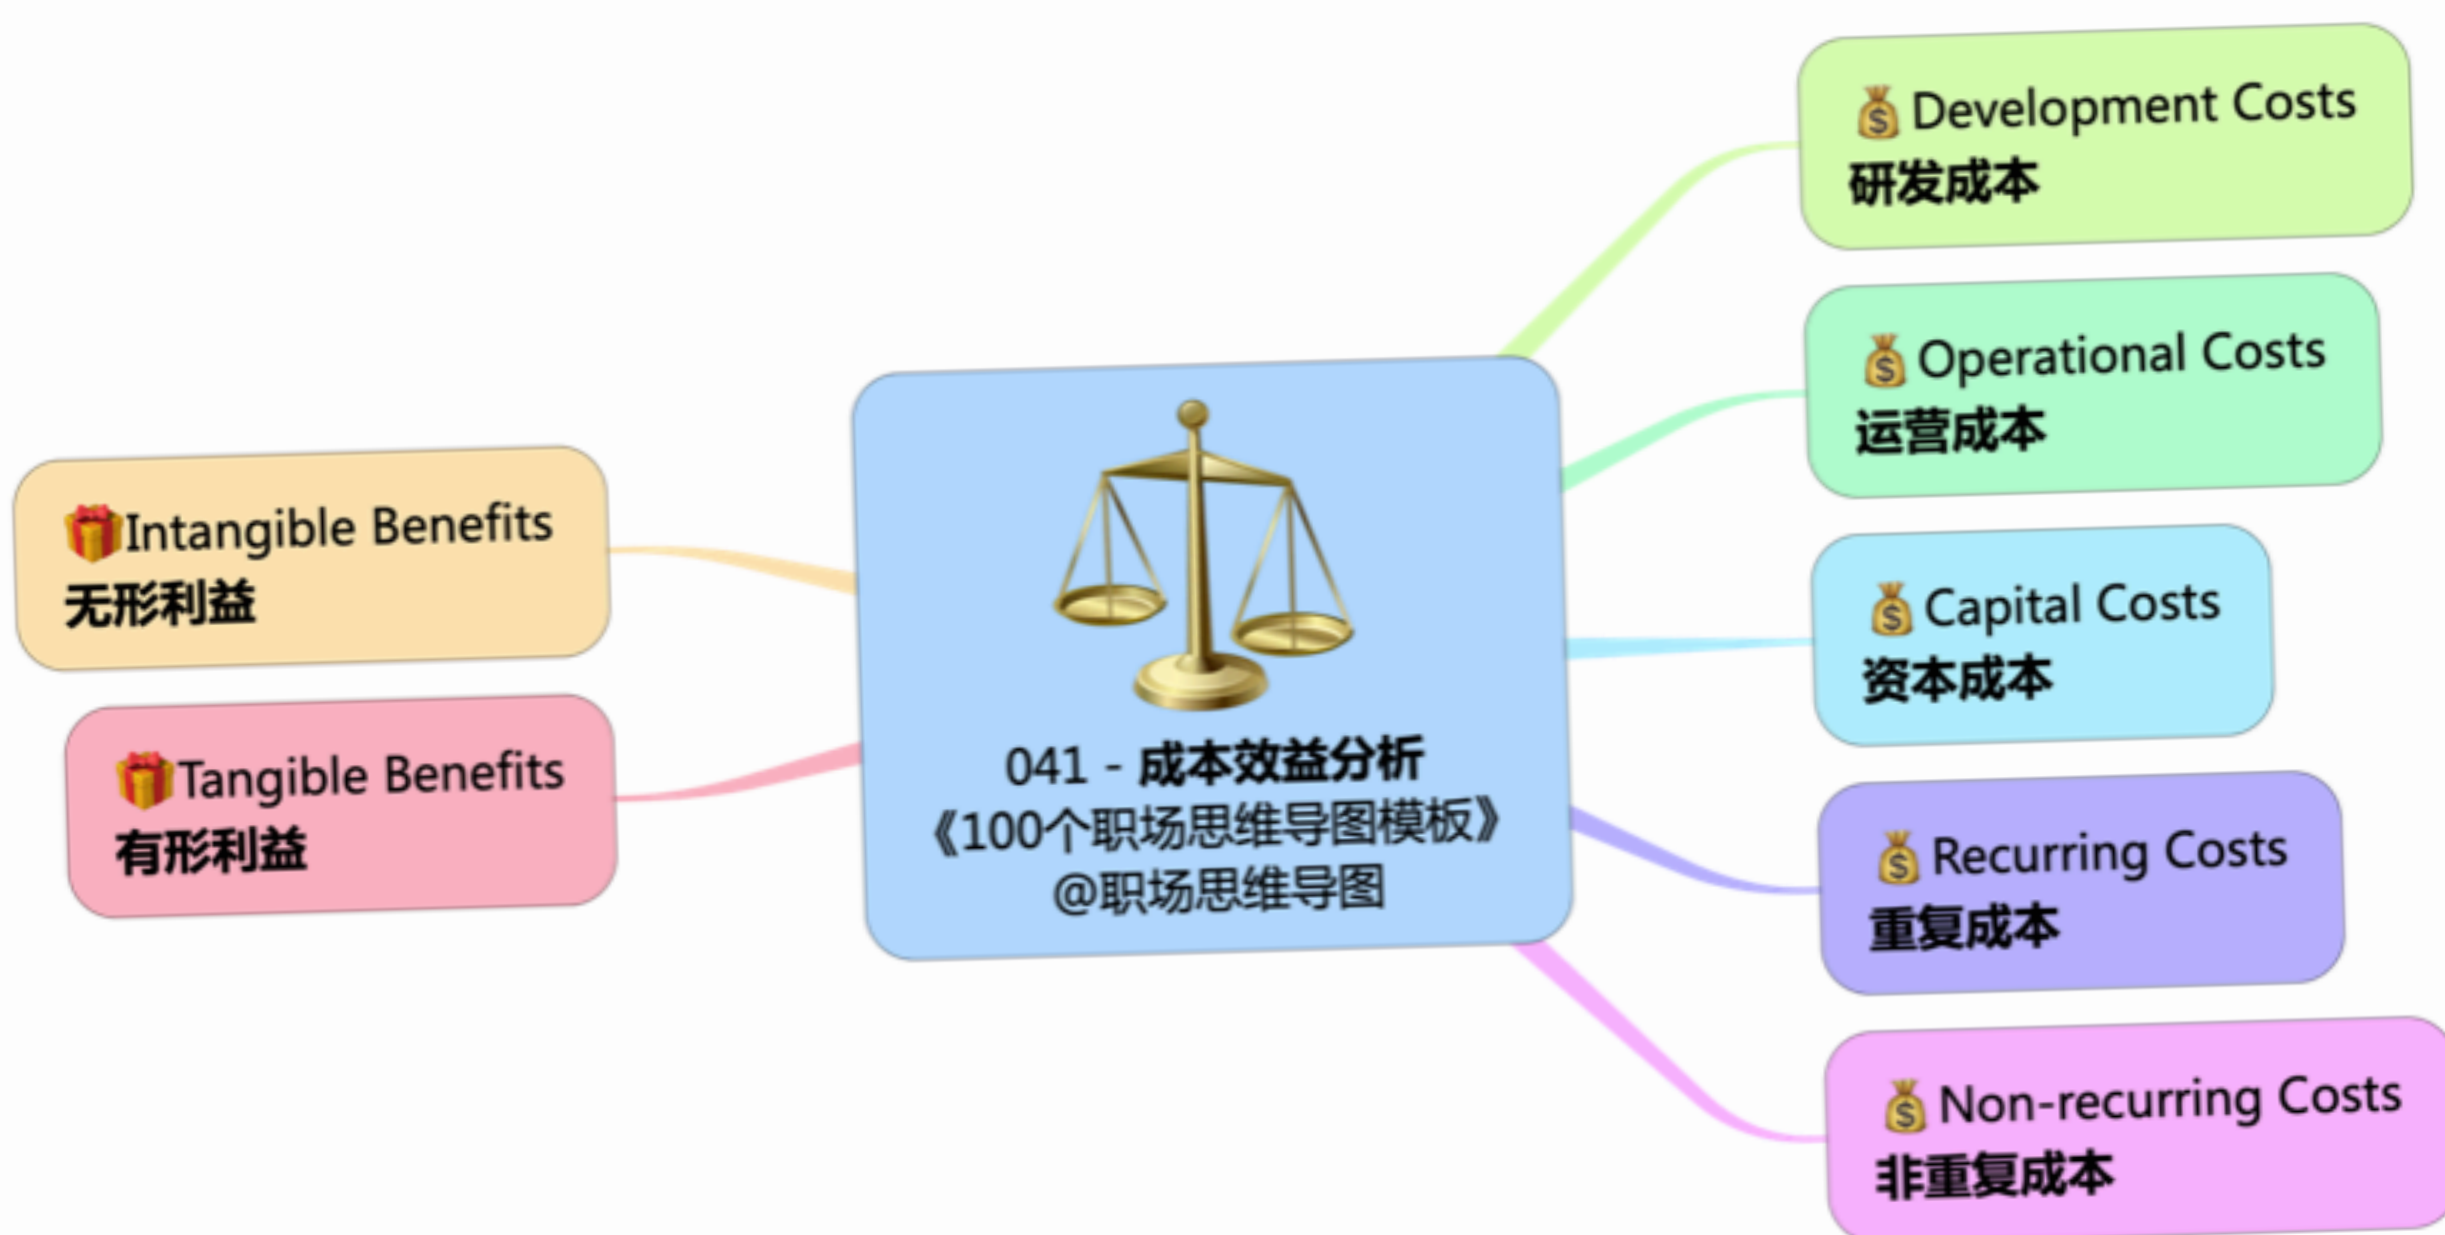 Intangible Benefits
无形利益
Tangible Benefits
有形利益
041 - 成本效益分析
《100个职场思维导图模板》
@职场思维导图
Development Costs
研发成本
Operational Costs
运营成本
Capital Costs
资本成本
Recurring Costs
重复成本
Non-recurring Costs
非重复成本